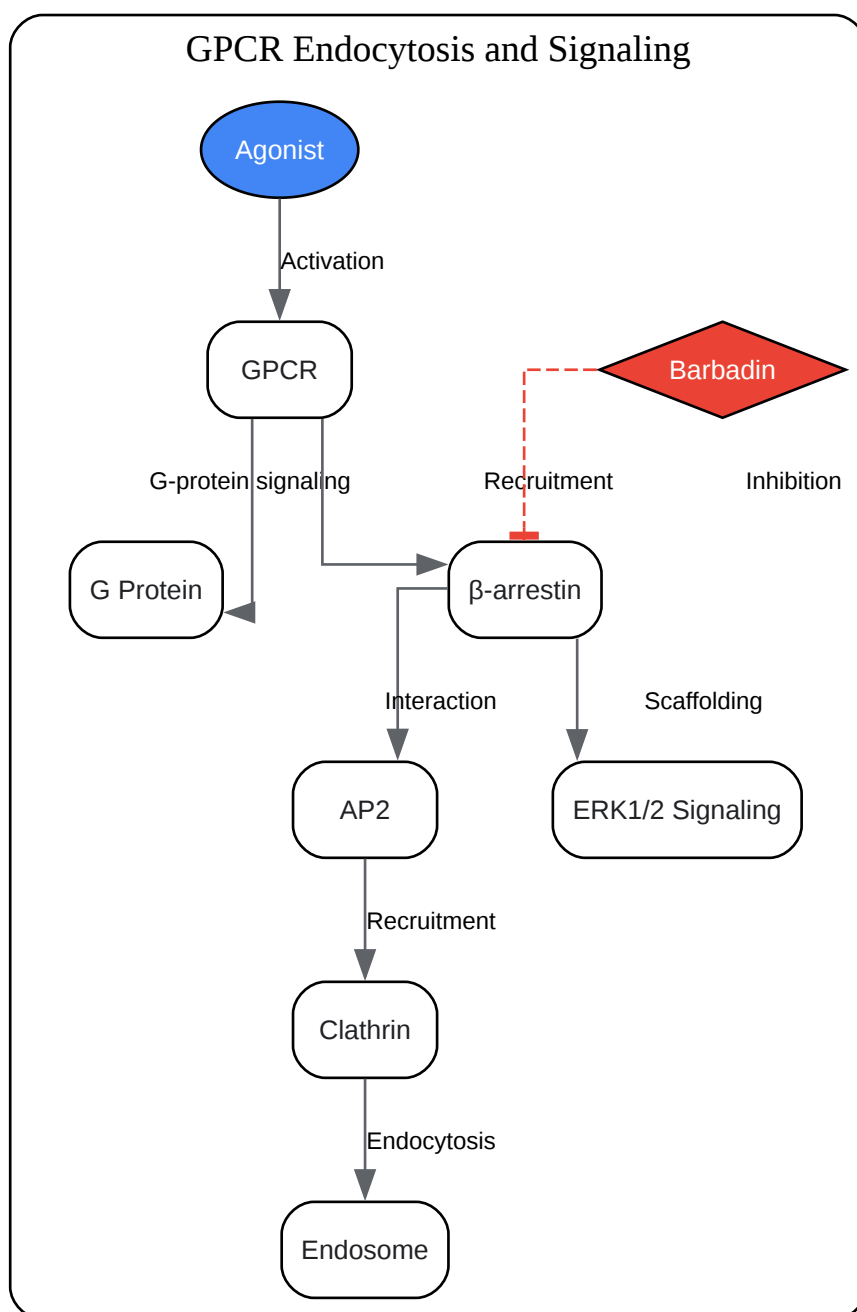 GPCR Endocytosis and Signaling
Agonist
Activation
GPCR
Barbadin
G-protein signaling
Recruitment
Inhibition
G Protein
β-arrestin
Interaction
Scaffolding
AP2
ERK1/2 Signaling
Recruitment
Clathrin
Endocytosis
Endosome